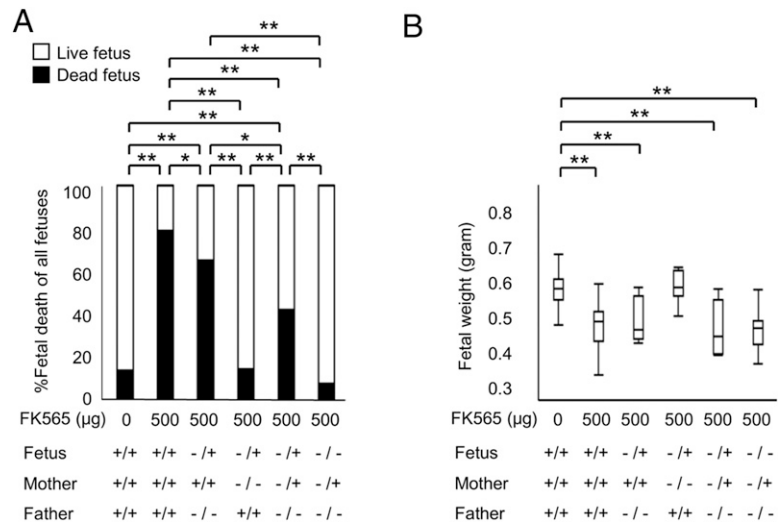 A
Live fetus
Dead fetus
**
**
**
**
**
** *
** * ** ** **
%Fetal death of all fetuses
100
80
60
40
20
0
FK565 (µg) 0 500 500 500 500 500
Fetus +/+ +/+ - /+ - /+ - /+ - / -
Mother +/+ +/+ +/+ - / - - /+ - /+
Father +/+ +/+ - / - +/+ - / - - / -
B
**
**
**
**
Fetal weight (gram)
0.8
0.7
0.6
0.5
0.4
0.3
FK565 (µg) 0 500 500 500 500 500
Fetus +/+ +/+ - /+ - /+ - /+ - / -
Mother +/+ +/+ +/+ - / - - /+ - /+
Father +/+ +/+ - / - +/+ - / - - / -